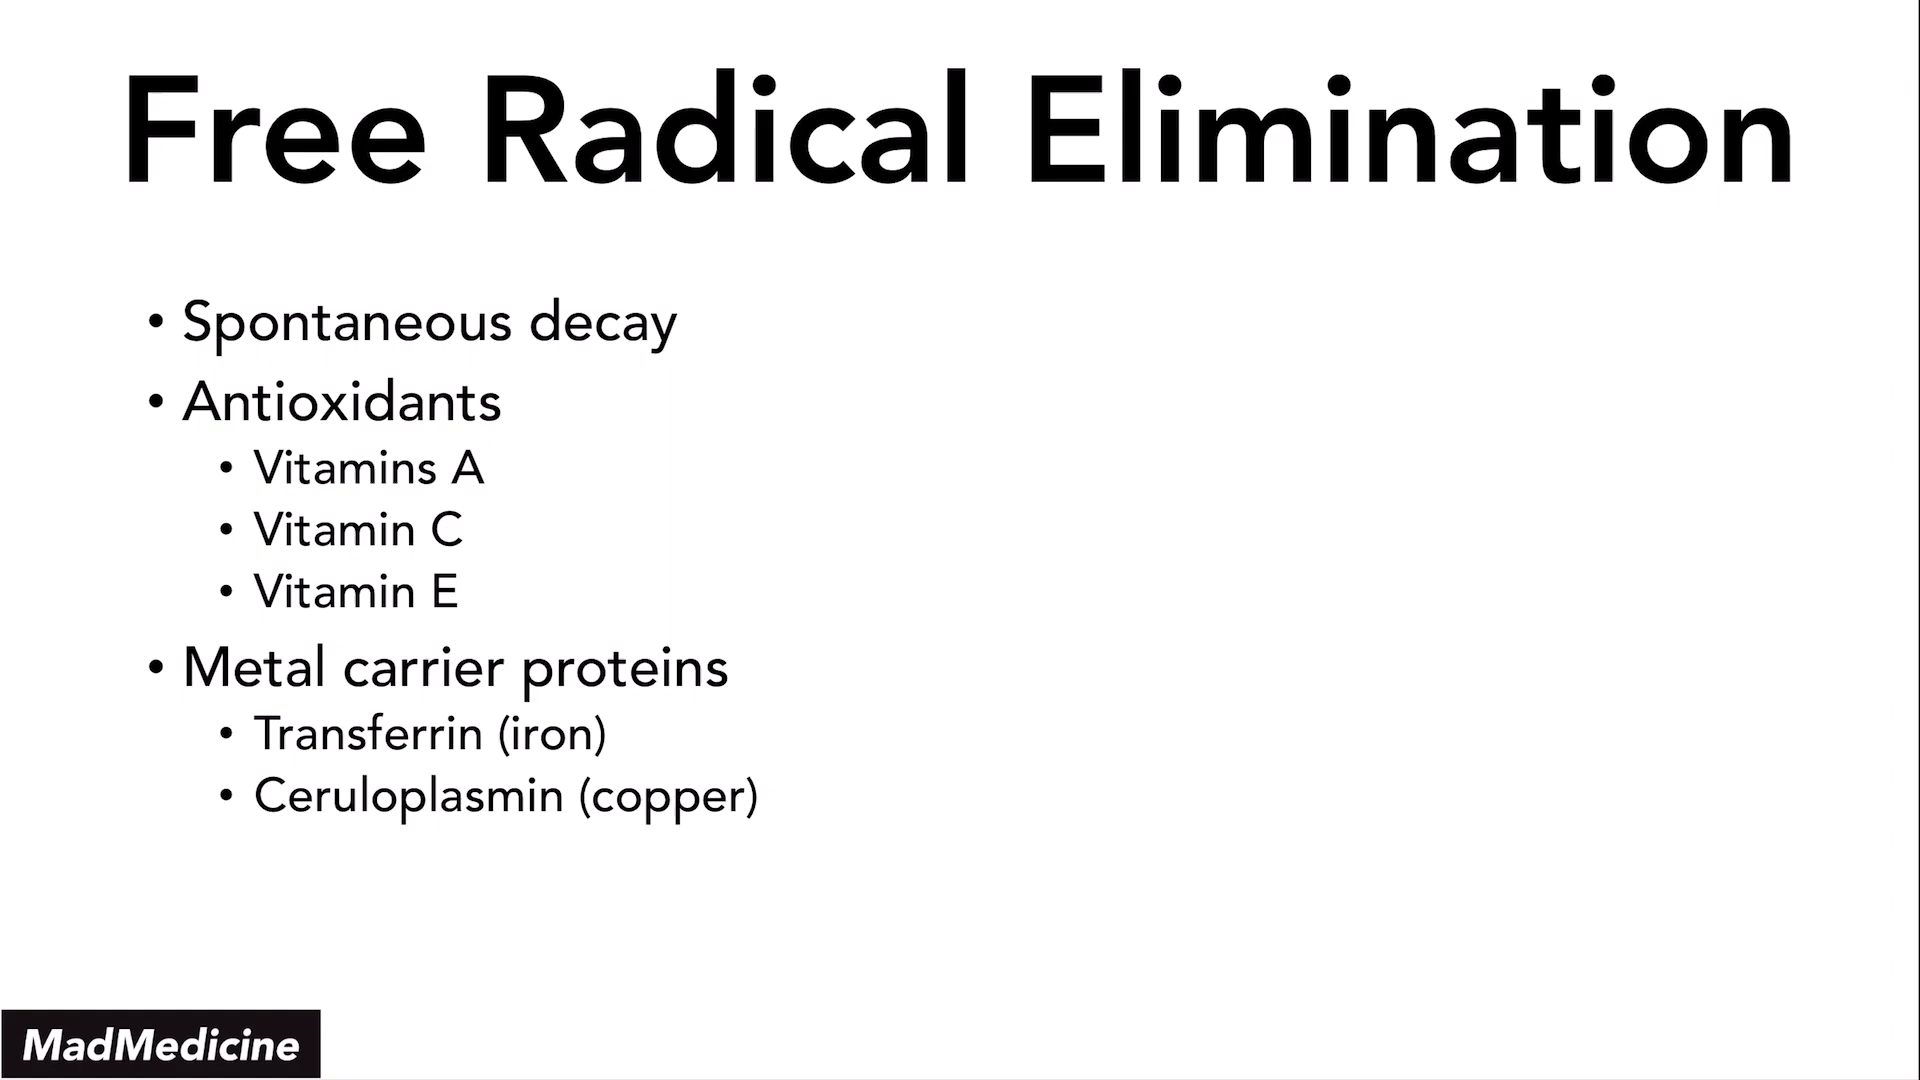 Free Radical Elimination
• Spontaneous decay
• Antioxidants
• Vitamins A
• Vitamin C
• Vitamin E
• Metal carrier proteins
• Transferrin (iron)
• Ceruloplasmin (copper)
MadMedicine